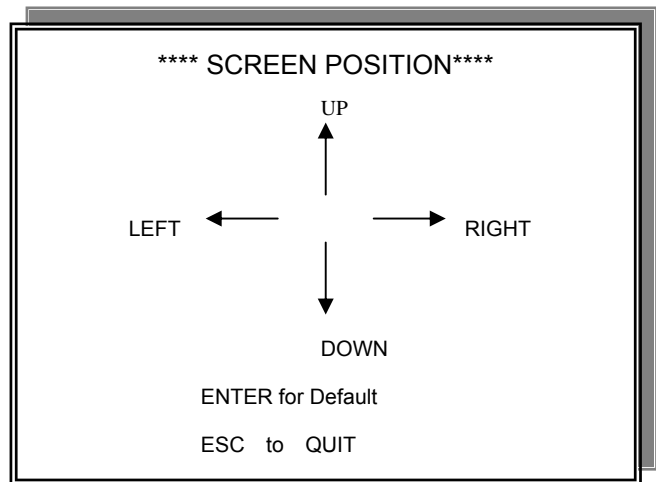 **** SCREEN POSITION****
UP
LEFT RIGHT
DOWN
ENTER for Default
ESC to QUIT